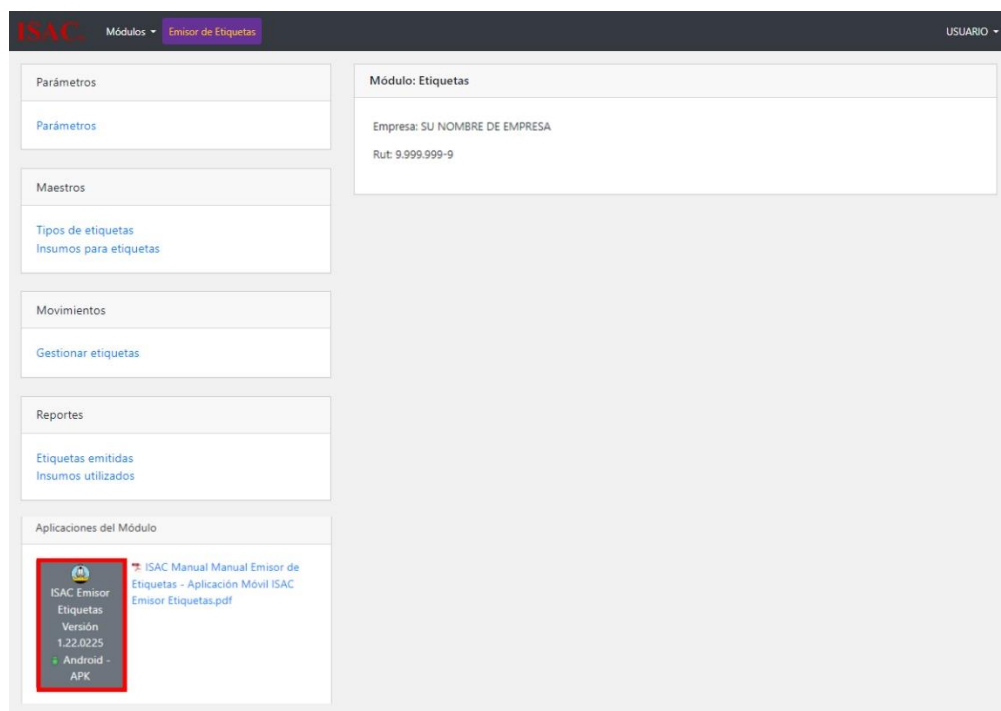 ISAC.
Módulos
Emisor de Etiquetas
USUARIO
Parámetros
Parámetros
Maestros
Tipos de etiquetas
Insumos para etiquetas
Movimientos
Gestionar etiquetas
Reportes
Etiquetas emitidas
Insumos utilizados
Aplicaciones del Módulo
ISAC Emisor
Etiquetas
Versión
1.22.0225
Android -
APK
ISAC Manual Manual Emisor de
Etiquetas - Aplicación Móvil ISAC
Emisor Etiquetas.pdf
Módulo: Etiquetas
Empresa: SU NOMBRE DE EMPRESA
Rut: 9.999.999-9